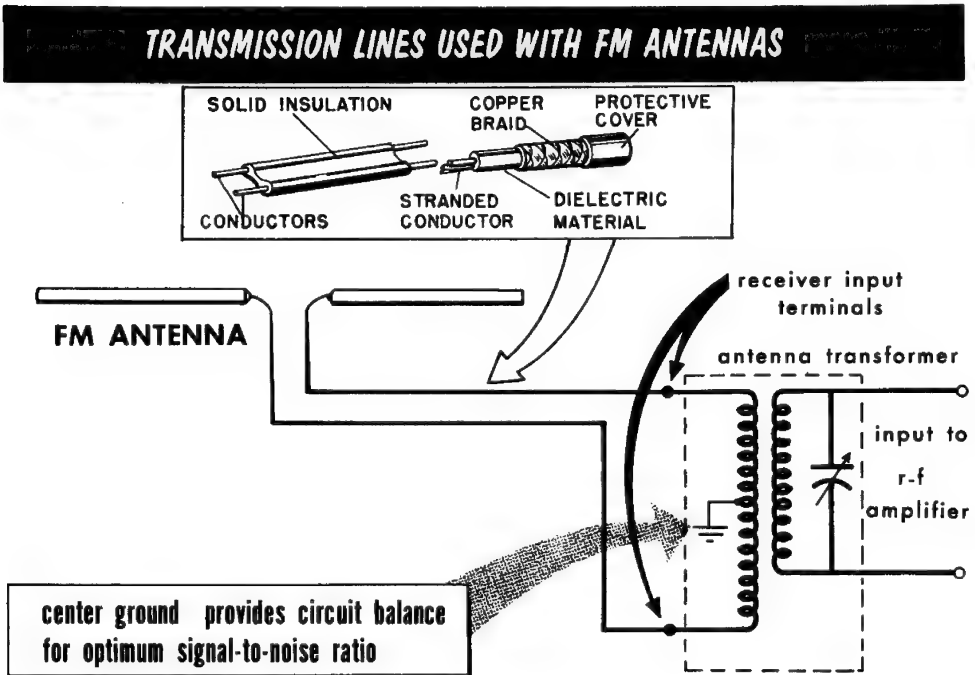 TRANSMISSION LINES USED WITH FM ANTENNAS
SOLID INSULATION
COPPER
BRAID
PROTECTIVE
COVER
CONDUCTORS
STRANDED
CONDUCTOR
DIELECTRIC
MATERIAL
receiver input
terminals
FM ANTENNA
antenna transformer
input to
r-f
amplifier
center ground provides circuit balance
for optimum signal-to-noise ratio